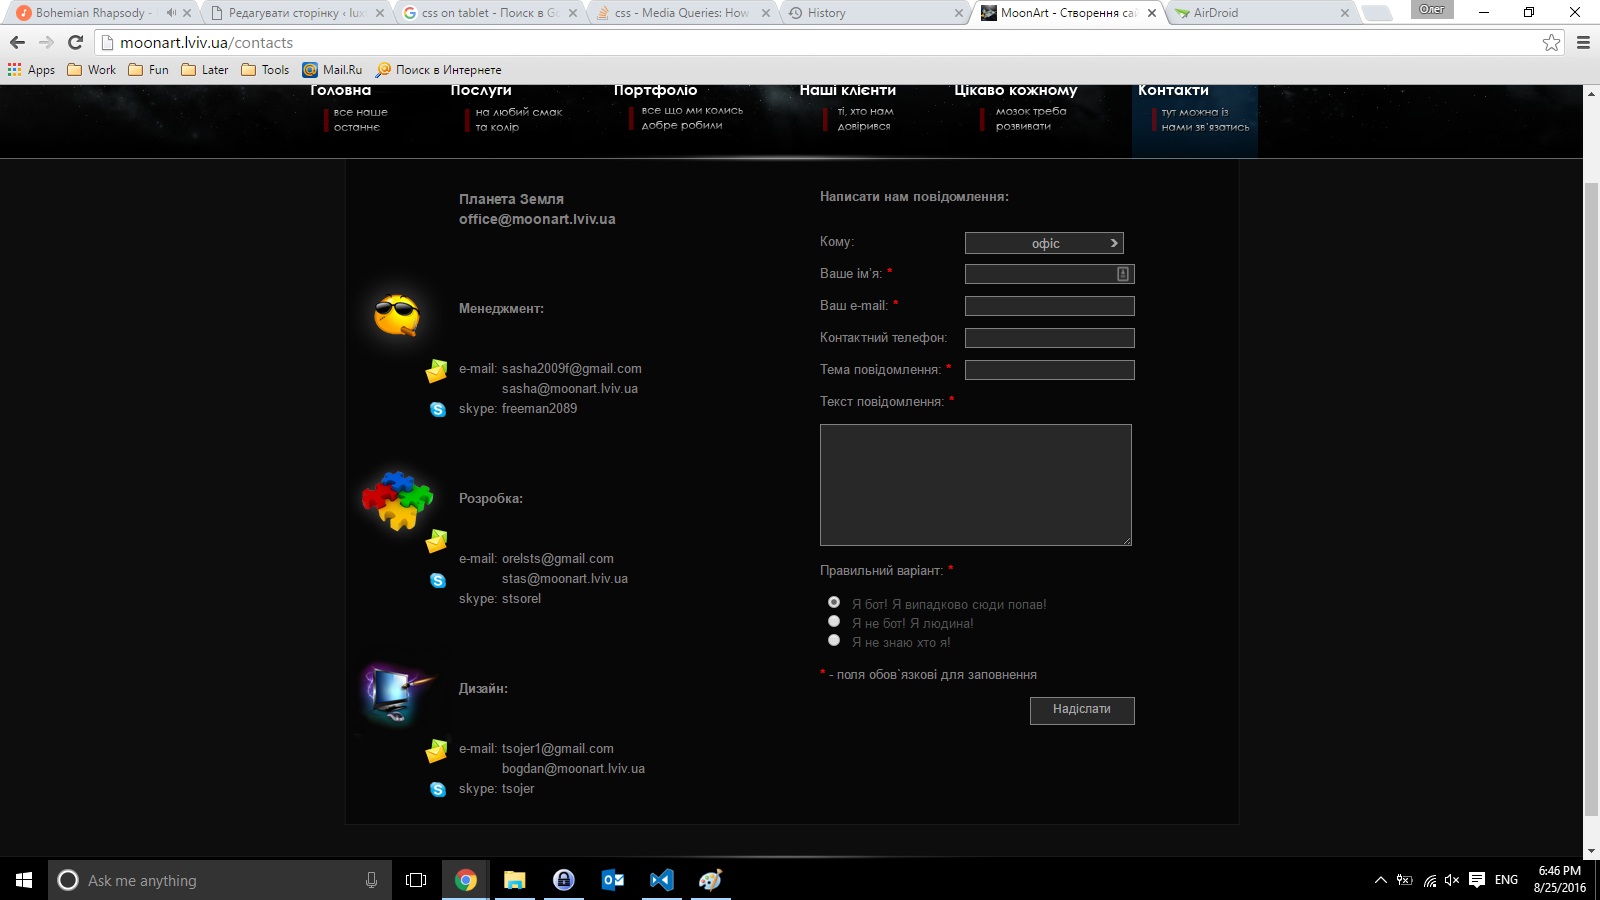 Bohemian Rhapsody -
Редагувати сторінку ‹ lux
css on tablet - Поиск в Go
css - Media Queries: How
History
MoonArt - Створення сай
AirDroid
Олег
moonart.lviv.ua/contacts
Apps Work Fun Later Tools Mail.Ru Поиск в Интернете
Головна Послуги Портфоліо Наші клієнти Цікаво кожному Контакти
все наше
останнє
на любий смак
та колір
все що ми колись
добре робили
ті, хто нам
довірився
мозок треба
розвивати
тут можна із
нами зв'язатись
Планета Земля
office@moonart.lviv.ua
Менеджмент:
e-mail: sasha2009f@gmail.com
sasha@moonart.lviv.ua
skype: freeman2089
Розробка:
e-mail: orelsts@gmail.com
stas@moonart.lviv.ua
skype: stsorel
Дизайн:
e-mail: tsojer1@gmail.com
bogdan@moonart.lviv.ua
skype: tsojer
Написати нам повідомлення:
Кому: офіс
Ваше ім'я: *
Ваш e-mail: *
Контактний телефон:
Тема повідомлення: *
Текст повідомлення: *
Правильний варіант: *
Я бот! Я випадково сюди попав!
Я не бот! Я людина!
Я не знаю хто я!
* - поля обов`язкові для заповнення
Надіслати
Ask me anything
ENG
6:46 PM
8/25/2016